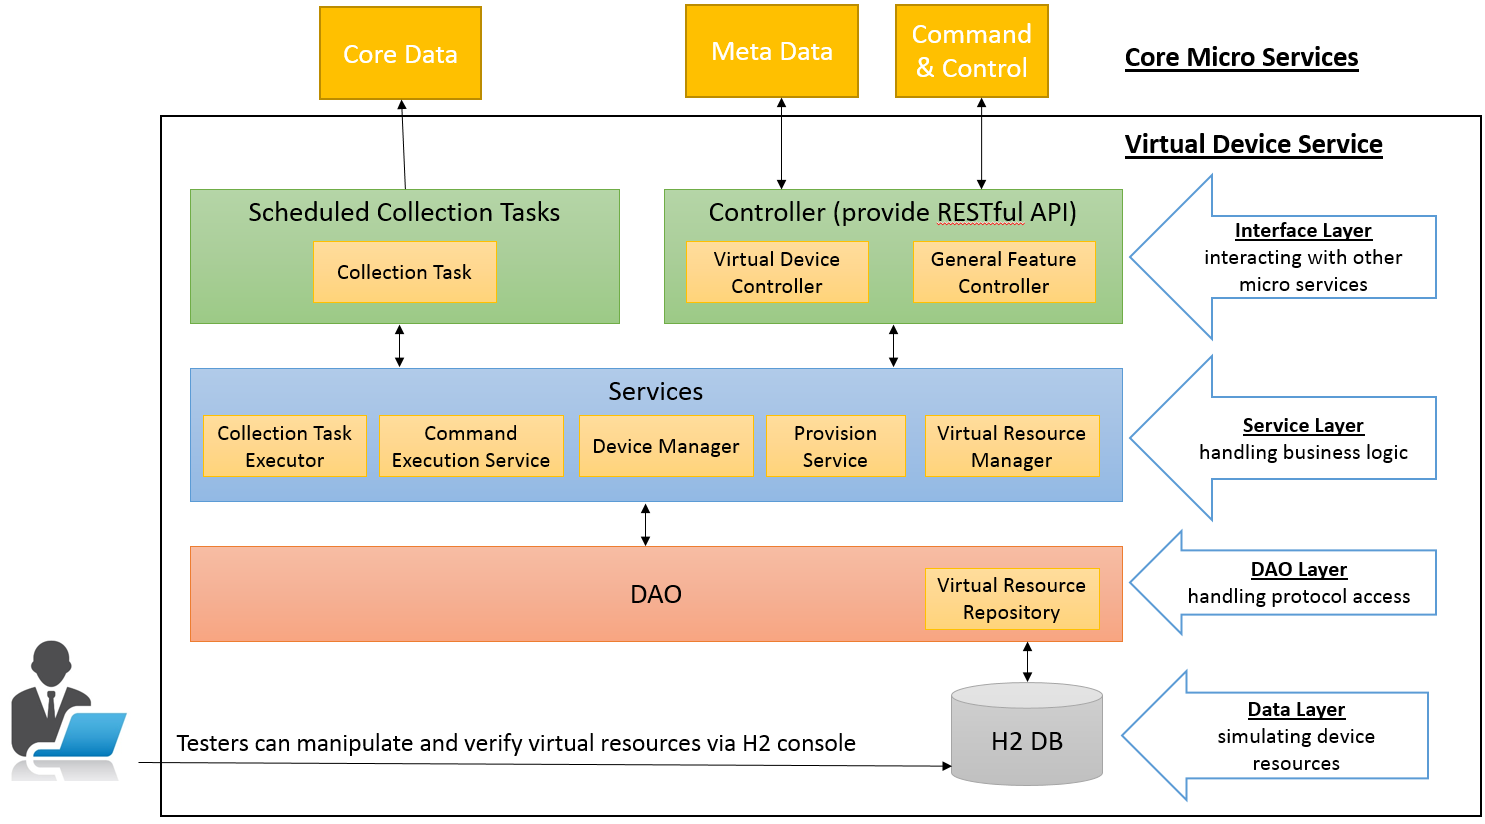 Core Data
Meta Data
Command
& Control
Core Micro Services
Virtual Device Service
Scheduled Collection Tasks
Collection Task
Controller (provide RESTful API)
Virtual Device
Controller
General Feature
Controller
Interface Layer
interacting with other
micro services
Services
Collection Task
Executor
Command
Execution Service
Device Manager
Provision
Service
Virtual Resource
Manager
Service Layer
handling business logic
DAO
Virtual Resource
Repository
DAO Layer
handling protocol access
Testers can manipulate and verify virtual resources via H2 console
H2 DB
Data Layer
simulating device
resources